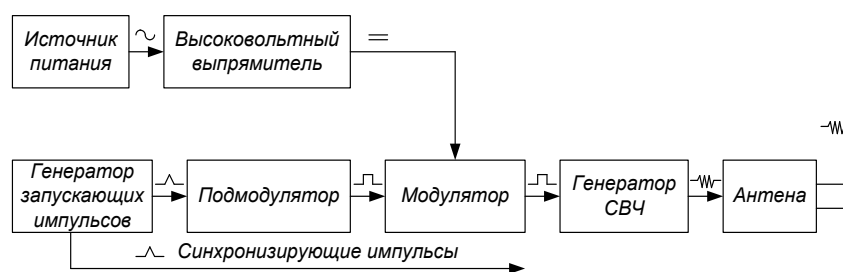 Источник
питания
Высоковольтный
выпрямитель
Генератор
запускающих
импульсов
Подмодулятор
Модулятор
Генератор
СВЧ
Антена
Синхронизирующие импульсы